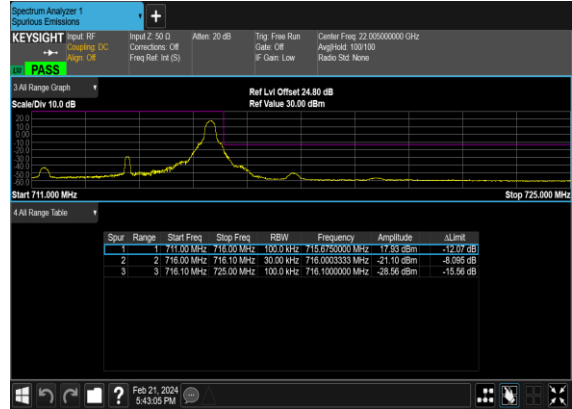 Spectrum Analyzer 1
Spurious Emissions
KEYSIGHT
Input: RF
Coupling: DC
Align: Off
Input Z: 50 Ω
Corrections: Off
Freq Ref: Int (S)
Atten: 20 dB
Trig: Free Run
Gate: Off
IF Gain: Low
Center Freq: 22.005000000 GHz
Avg|Hold: 100/100
Radio Std: None
PASS
3 All Range Graph
Scale/Div 10.0 dB
Ref Lvl Offset 24.80 dB
Ref Value 30.00 dBm
20.0
10.0
0.00
-10.0
-20.0
-30.0
-40.0
-50.0
-60.0
Start 711.000 MHz
Stop 725.000 MHz
4 All Range Table
Spur Range Start Freq Stop Freq RBW Frequency Amplitude ΔLimit
1 1 711.00 MHz 716.00 MHz 100.0 kHz 715.6750000 MHz 17.93 dBm -12.07 dB
2 2 716.00 MHz 716.10 MHz 30.00 kHz 716.0003333 MHz -21.10 dBm -8.095 dB
3 3 716.10 MHz 725.00 MHz 100.0 kHz 716.1000000 MHz -28.56 dBm -15.56 dB
?
Feb 21, 2024
5:43:05 PM